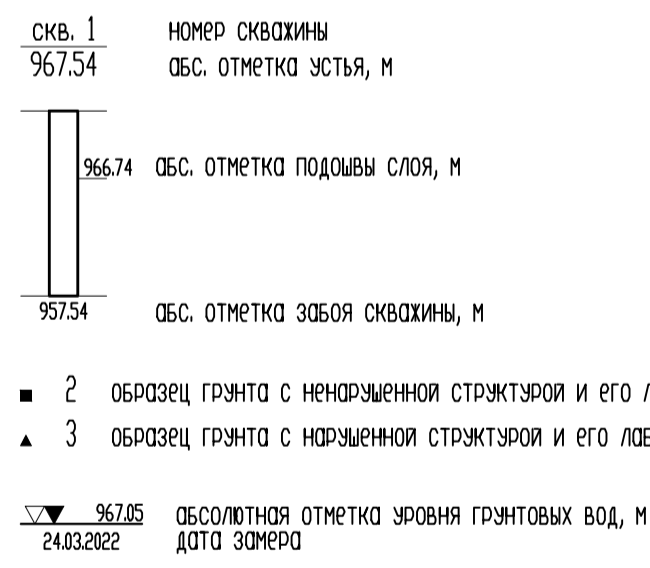 скв. 1 номер скважины
967.54 абс. отметка устья, м
966.74 абс. отметка подошвы слоя, м
957.54 абс. отметка забоя скважины, м
2 образец грунта с ненарушенной структурой и его
3 образец грунта с нарушенной структурой и его
967.05 абсолютная отметка уровня грунтовых вод, м
24.03.2022 дата замера